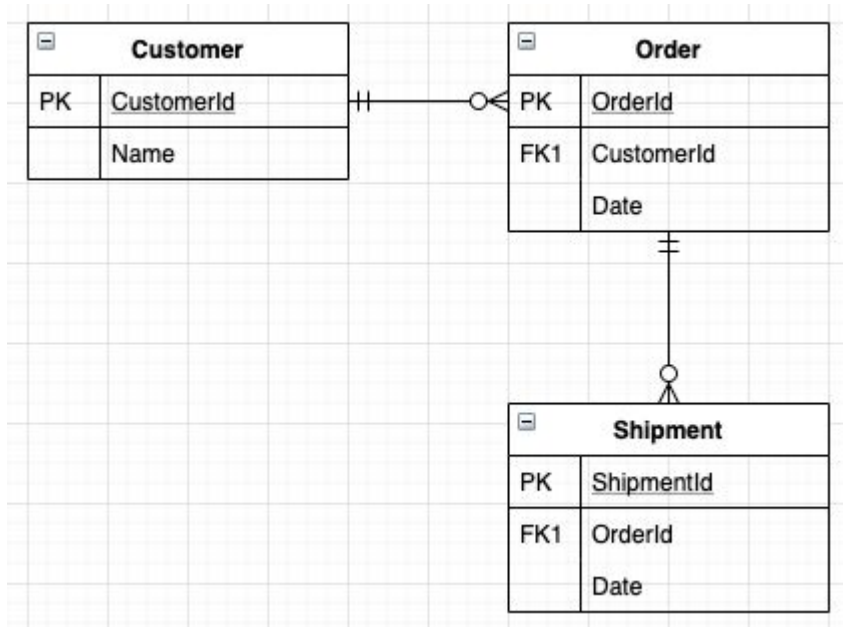 Customer
PK CustomerId
Name
Order
PK OrderId
FK1 CustomerId
Date
Shipment
PK ShipmentId
FK1 OrderId
Date